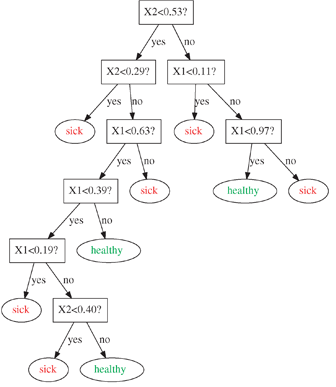 X2<0.53?
yes no
X2<0.29? X1<0.11?
yes no yes no
sick X1<0.63? sick X1<0.97?
yes no yes no
X1<0.39? sick healthy sick
yes no
X1<0.19? healthy
yes no
sick X2<0.40?
yes no
sick healthy